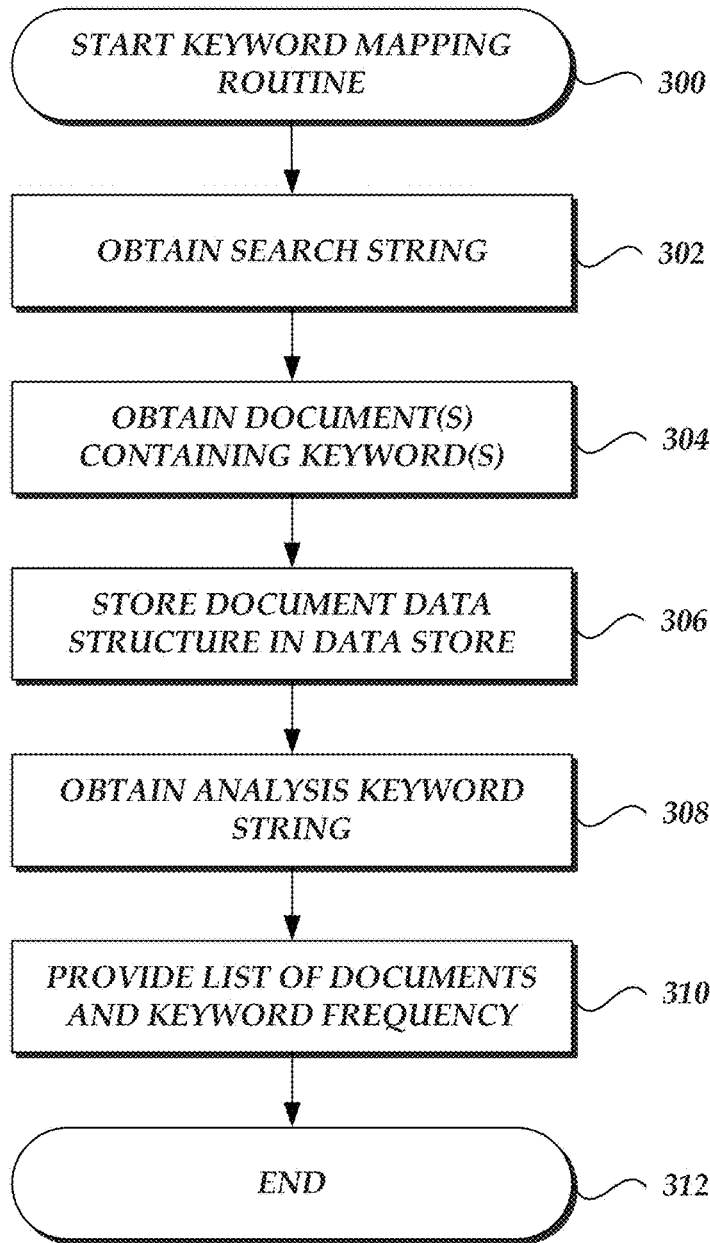 START KEYWORD MAPPING
ROUTINE
300
OBTAIN SEARCH STRING
302
OBTAIN DOCUMENT(S)
CONTAINING KEYWORD(S)
304
STORE DOCUMENT DATA
STRUCTURE IN DATA STORE
306
OBTAIN ANALYSIS KEYWORD
STRING
308
PROVIDE LIST OF DOCUMENTS
AND KEYWORD FREQUENCY
310
END
312